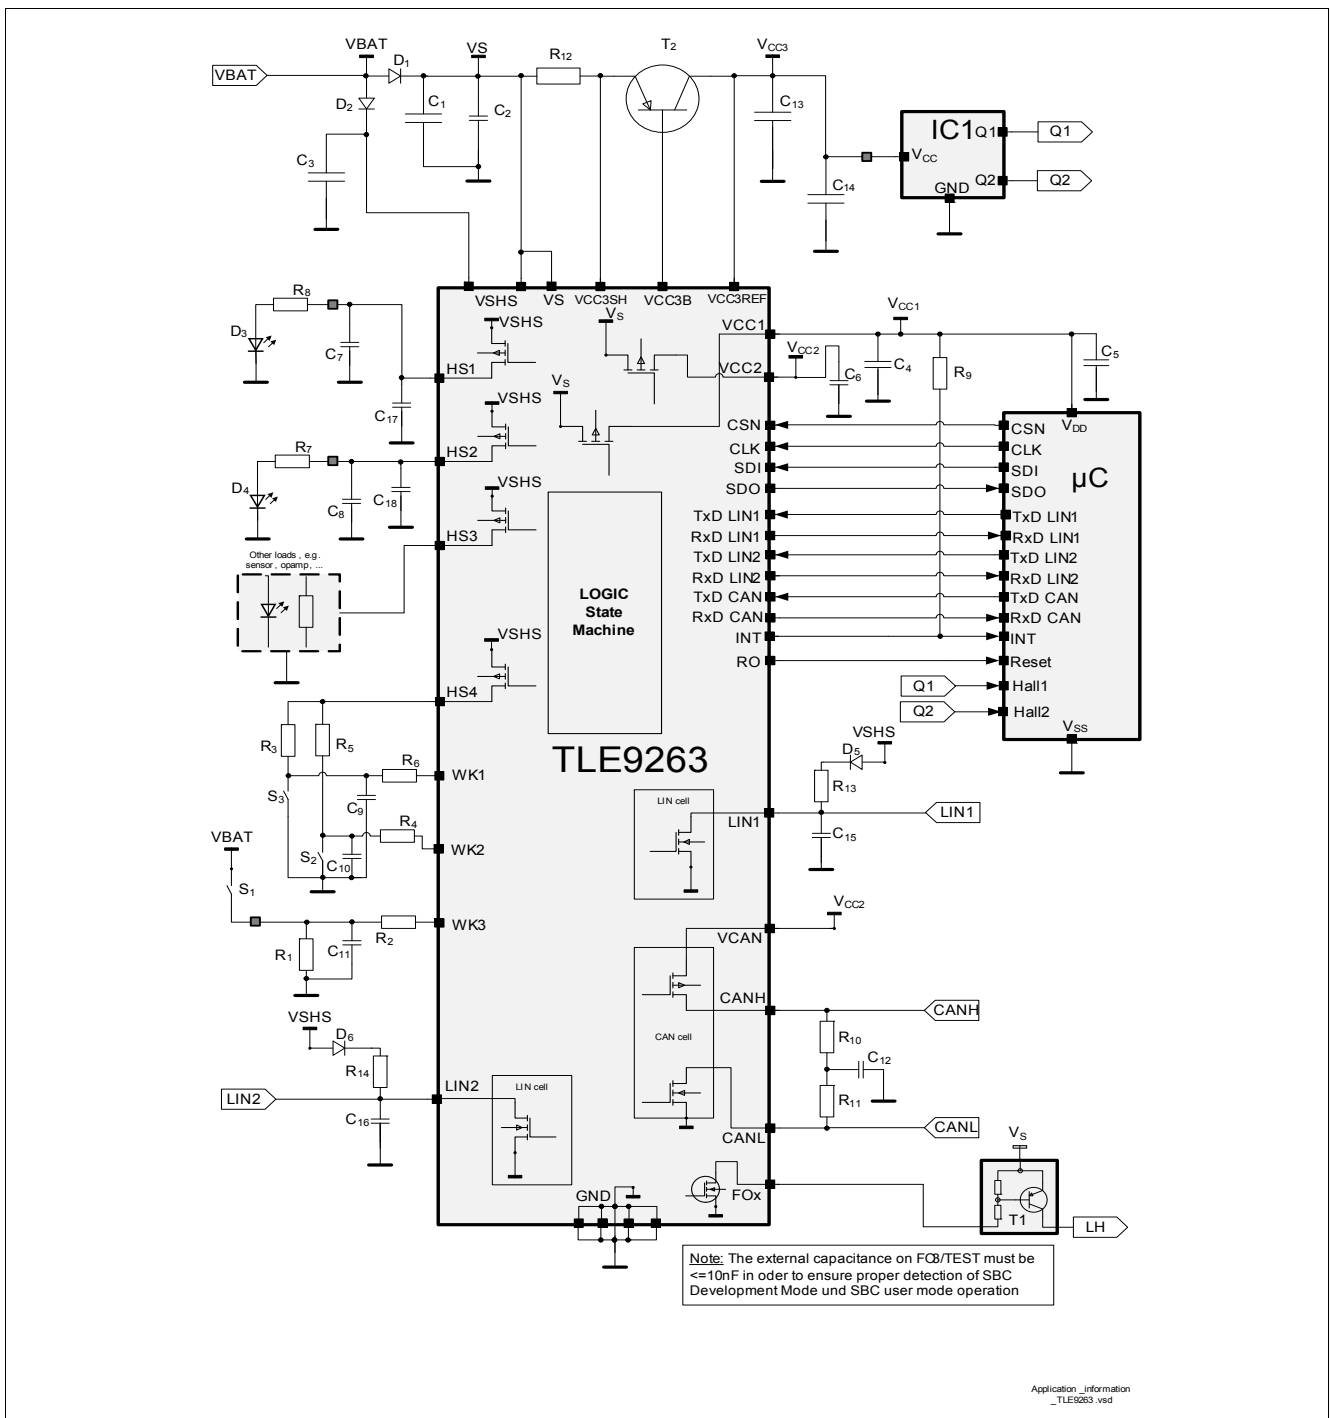 VBAT
VBAT
D1
VS
R12
T2
VCC3
D2
C1
C2
C3
C13
C14
IC1
VCC
GND
Q1
Q2
Q1
Q2
VSHS
VS
VCC3SH
VCC3B
VCC3REF
R8
D3
C7
C17
HS1
VSHS
VS
VS
VCC1
VCC2
VCC1
VCC2
C6
C4
R9
C5
R7
D4
C8
C18
HS2
VSHS
HS3
VSHS
Other loads , e.g.
sensor , opamp, ...
HS4
VSHS
LOGIC
State
Machine
TLE9263
CSN
CLK
SDI
SDO
TxD LIN1
RxD LIN1
TxD LIN2
RxD LIN2
TxD CAN
RxD CAN
INT
RO
VDD
µC
CSN
CLK
SDI
SDO
TxD LIN1
RxD LIN1
TxD LIN2
RxD LIN2
TxD CAN
RxD CAN
INT
Reset
Hall1
Hall2
VSS
Q1
Q2
R3
R5
R6
WK1
S3
C9
R4
WK2
S2
C10
VBAT
S1
R2
WK3
R1
C11
LIN cell
LIN1
VSHS
D5
R13
C15
LIN1
VCC2
VCAN
CAN cell
CANH
CANL
R10
C12
R11
CANH
CANL
VSHS
D6
R14
LIN2
C16
LIN2
LIN cell
GND
FOx
VS
T1
LH
Note: The external capacitance on FO3/TEST must be
<=10nF in oder to ensure proper detection of SBC
Development Mode und SBC user mode operation
Application _information
_TLE9263 .vsd